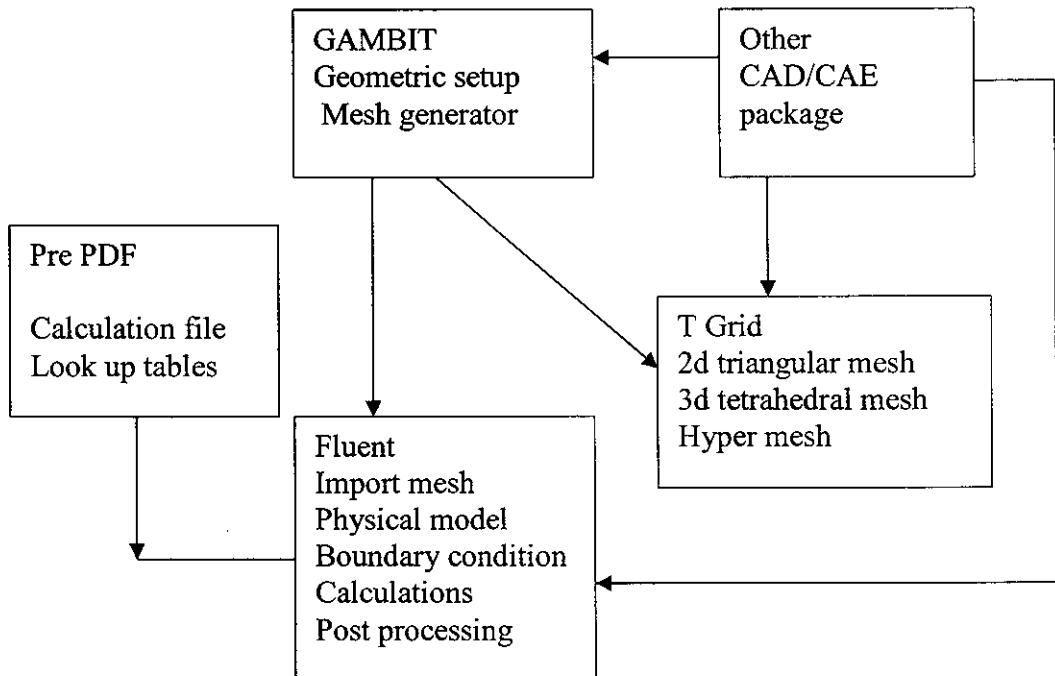 GAMBIT
Geometric setup
Mesh generator
Other
CAD/CAE
package
Pre PDF
Calculation file
Look up tables
T Grid
2d triangular mesh
3d tetrahedral mesh
Hyper mesh
Fluent
Import mesh
Physical model
Boundary condition
Calculations
Post processing